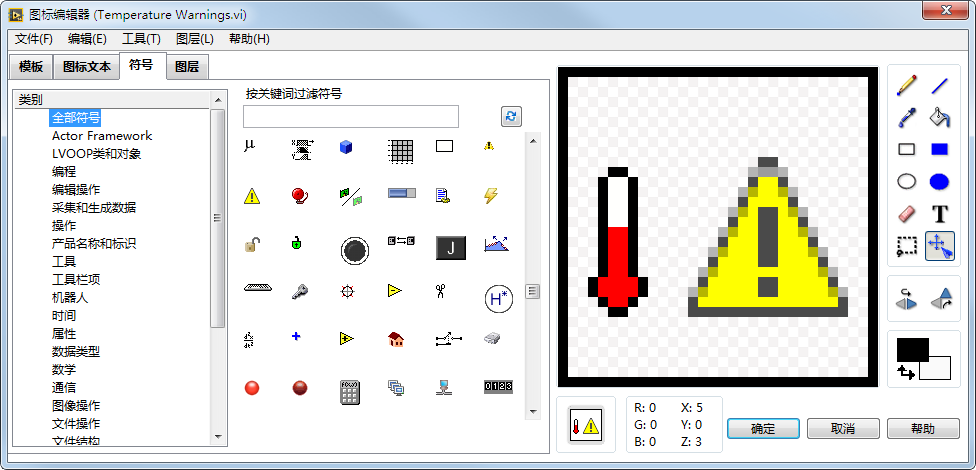 图标编辑器 (Temperature Warnings.vi)
文件(F) 编辑(E) 工具(T) 图层(L) 帮助(H)
模板 图标文本 符号 图层
类别
全部符号
Actor Framework
LVOOP类和对象
编程
编辑操作
采集和生成数据
操作
产品名称和标识
工具
工具栏项
机器人
时间
属性
数据类型
数学
通信
图像操作
文件操作
文件结构
按关键词过滤符号
μ
J
H*
0123
T
R: 0 X: 5
G: 0 Y: 0
B: 0 Z: 3
确定 取消 帮助